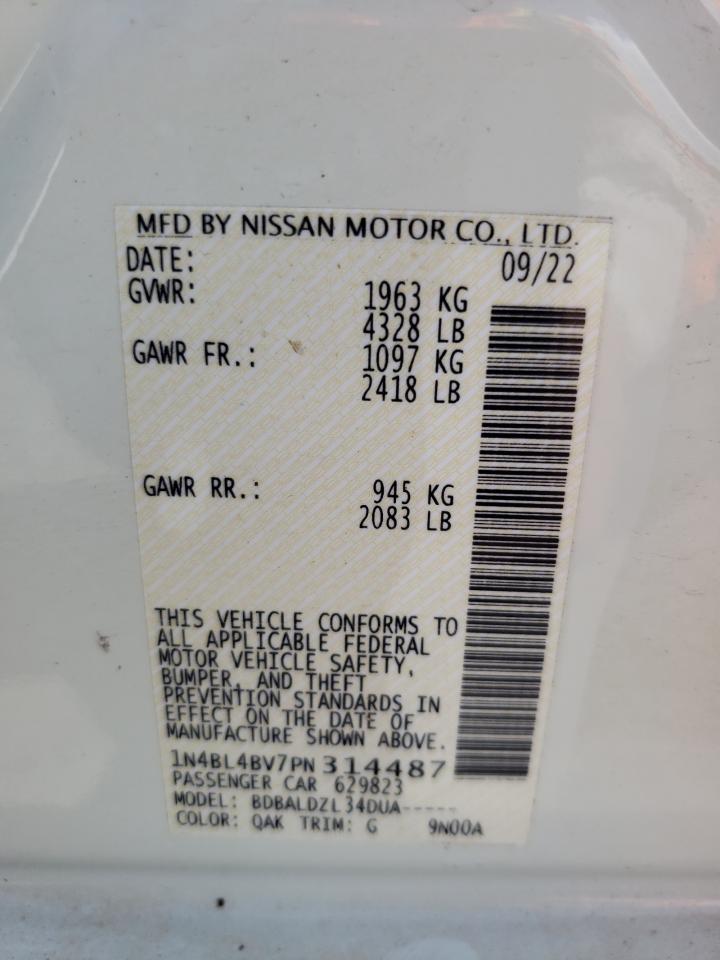 MFD BY NISSAN MOTOR CO., LTD.
DATE: 09/22
GVWR: 1963 KG
4328 LB
GAWR FR.: 1097 KG
2418 LB
GAWR RR.: 945 KG
2083 LB
THIS VEHICLE CONFORMS TO
ALL APPLICABLE FEDERAL
MOTOR VEHICLE SAFETY,
BUMPER, AND THEFT
PREVENTION STANDARDS IN
EFFECT ON THE DATE OF
MANUFACTURE SHOWN ABOVE.
1N4BL4BV7PN314487
PASSENGER CAR 629823
MODEL: BDBALDZL34DUA-----
COLOR: QAK TRIM: G 9N00A